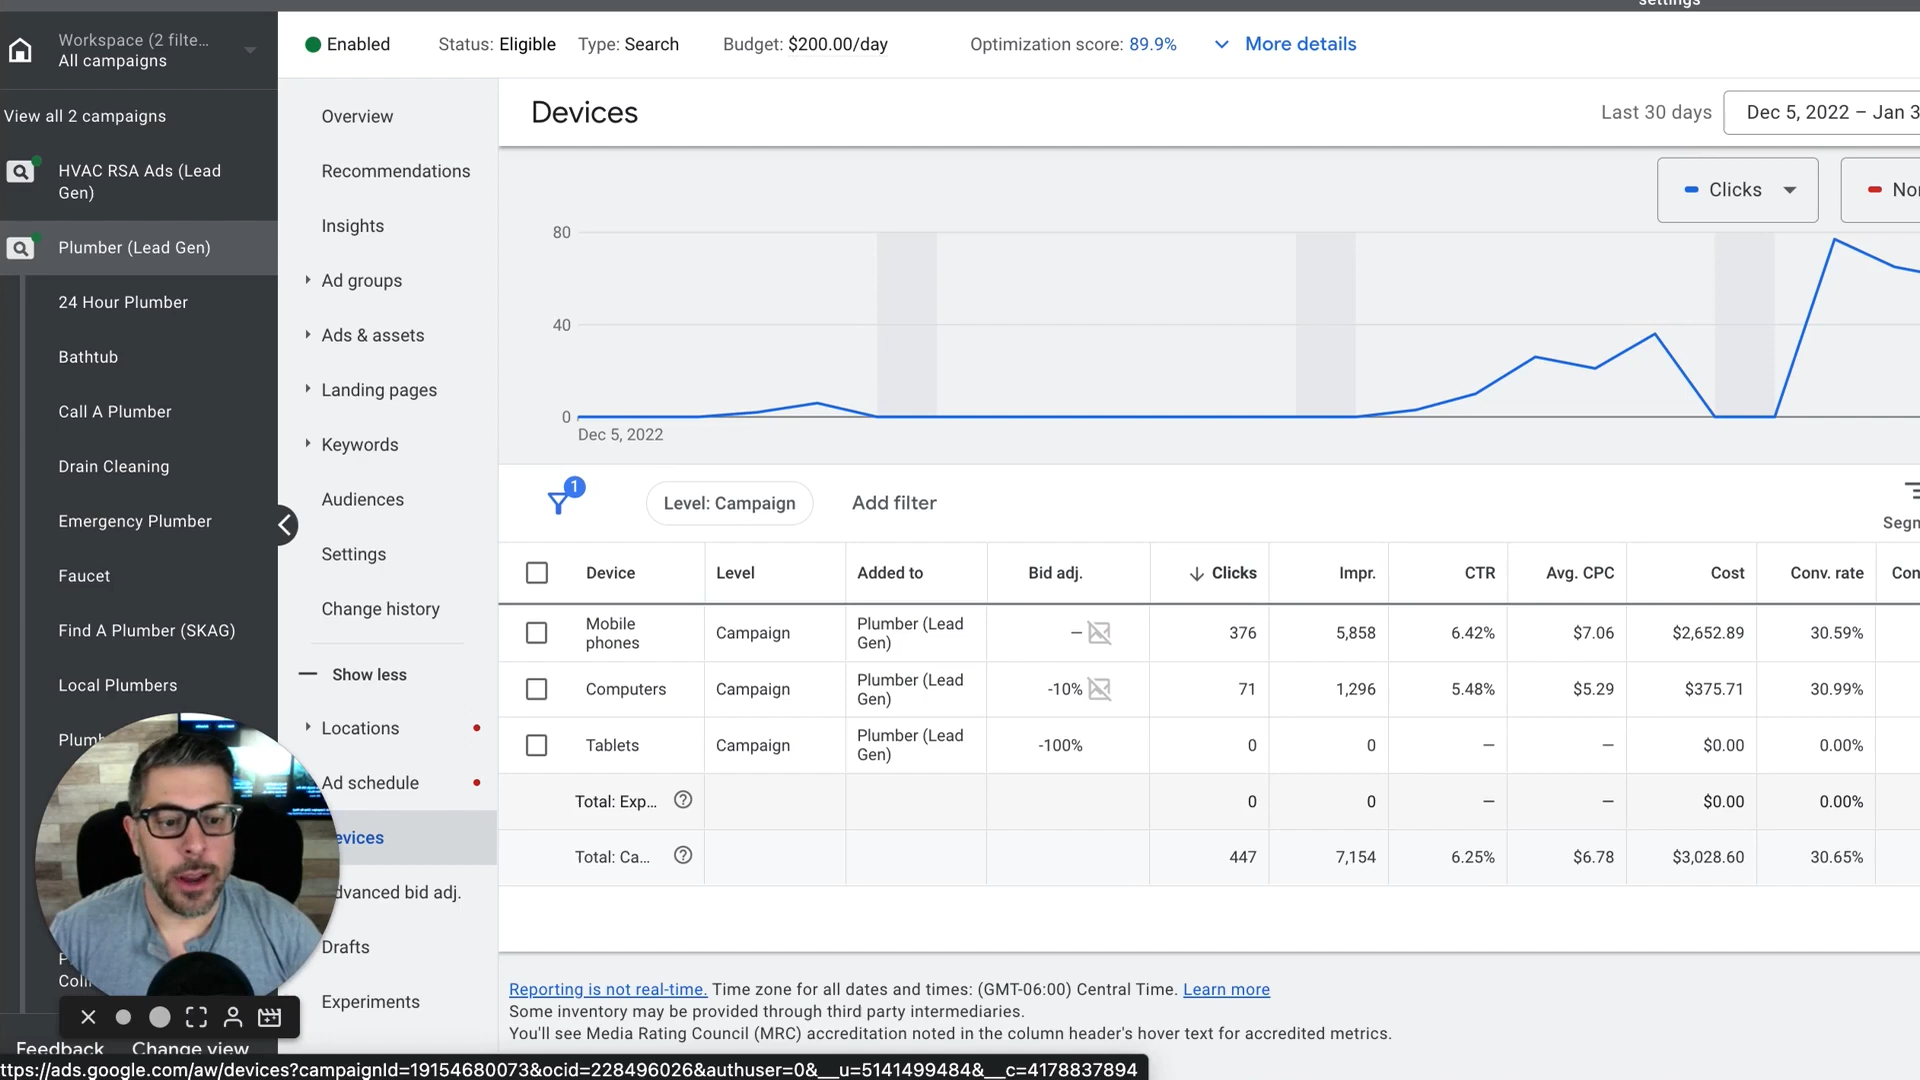 settings
Workspace (2 filte...
All campaigns
Enabled
Status: Eligible
Type: Search
Budget: $200.00/day
Optimization score: 89.9%
More details
View all 2 campaigns
HVAC RSA Ads (Lead
Gen)
Plumber (Lead Gen)
24 Hour Plumber
Bathtub
Call A Plumber
Drain Cleaning
Emergency Plumber
Faucet
Find A Plumber (SKAG)
Local Plumbers
Feedback
Change view
Overview
Recommendations
Insights
Ad groups
Ads & assets
Landing pages
Keywords
Audiences
Settings
Change history
Show less
Locations
Ad schedule
evices
dvanced bid adj.
Drafts
Experiments
Devices
Last 30 days
Dec 5, 2022 – Jan 3
Clicks
80
40
0
Dec 5, 2022
1
Level: Campaign
Add filter
Device Level Added to Bid adj. Clicks Impr. CTR Avg. CPC Cost Conv. rate
Mobile phones Campaign Plumber (Lead Gen) – 376 5,858 6.42% $7.06 $2,652.89 30.59%
Computers Campaign Plumber (Lead Gen) -10% 71 1,296 5.48% $5.29 $375.71 30.99%
Tablets Campaign Plumber (Lead Gen) -100% 0 0 – – $0.00 0.00%
Total: Exp... 0 0 – – $0.00 0.00%
Total: Ca... 447 7,154 6.25% $6.78 $3,028.60 30.65%
Reporting is not real-time. Time zone for all dates and times: (GMT-06:00) Central Time. Learn more
Some inventory may be provided through third party intermediaries.
You'll see Media Rating Council (MRC) accreditation noted in the column header's hover text for accredited metrics.
ttps://ads.google.com/aw/devices?campaignId=19154680073&ocid=228496026&authuser=0&__u=5141499484&__c=4178837894